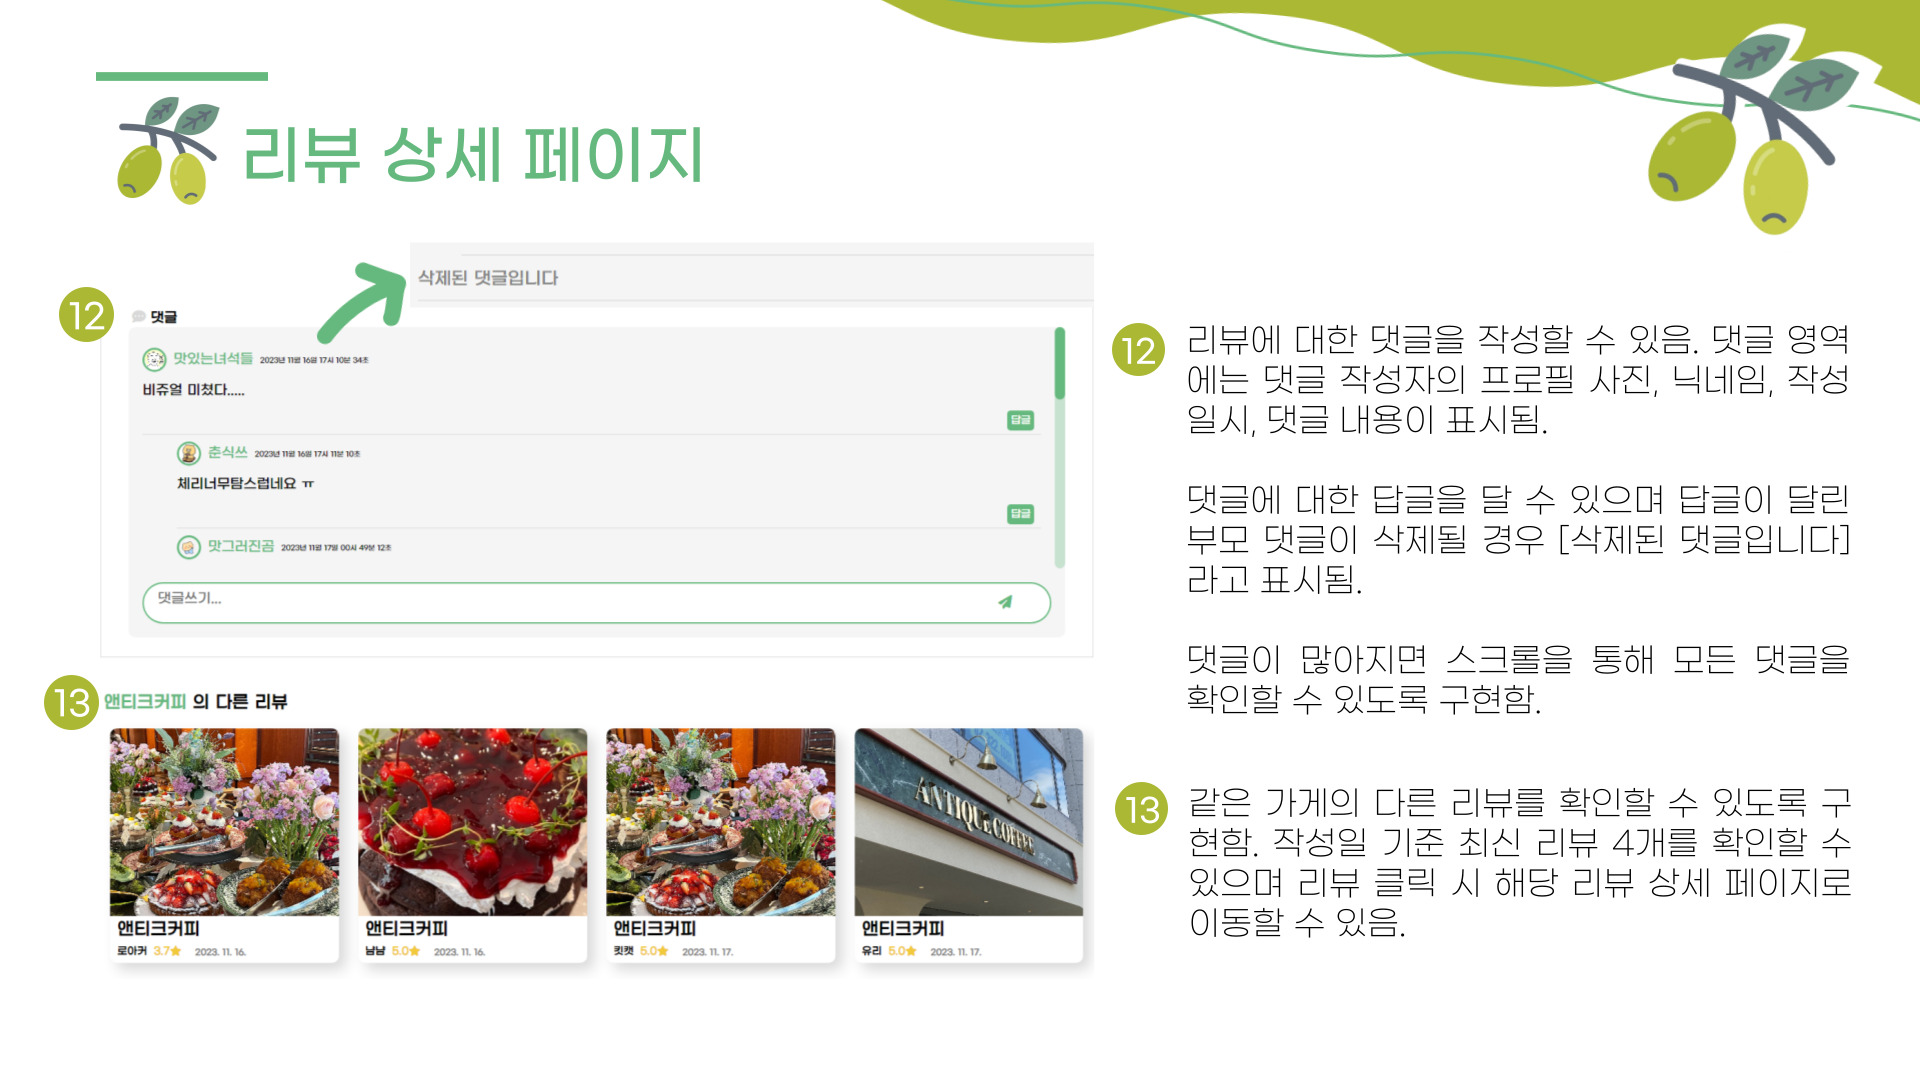 리뷰 상세 페이지
삭제된 댓글입니다
12
댓글
맛있는녀석들 2023년 11월 16일 17시 10분 34초
비쥬얼 미쳤다.....
답글
춘식쓰 2023년 11월 16일 17시 11분 10초
체리너무탐스럽네요 ㅠ
답글
맛그러진곰 2023년 11월 17일 00시 49분 12초
댓글쓰기...
13
앤티크커피 의 다른 리뷰
ANTIQUE COFFEE
앤티크커피
로아커 3.7 2023. 11. 16.
앤티크커피
냠냠 5.0 2023. 11. 16.
앤티크커피
킷캣 5.0 2023. 11. 17.
앤티크커피
유리 5.0 2023. 11. 17.
12
리뷰에 대한 댓글을 작성할 수 있음. 댓글 영역
에는 댓글 작성자의 프로필 사진, 닉네임, 작성
일시, 댓글 내용이 표시됨.
댓글에 대한 답글을 달 수 있으며 답글이 달린
부모 댓글이 삭제될 경우 [삭제된 댓글입니다]
라고 표시됨.
댓글이 많아지면 스크롤을 통해 모든 댓글을
확인할 수 있도록 구현함.
13
같은 가게의 다른 리뷰를 확인할 수 있도록 구
현함. 작성일 기준 최신 리뷰 4개를 확인할 수
있으며 리뷰 클릭 시 해당 리뷰 상세 페이지로
이동할 수 있음.